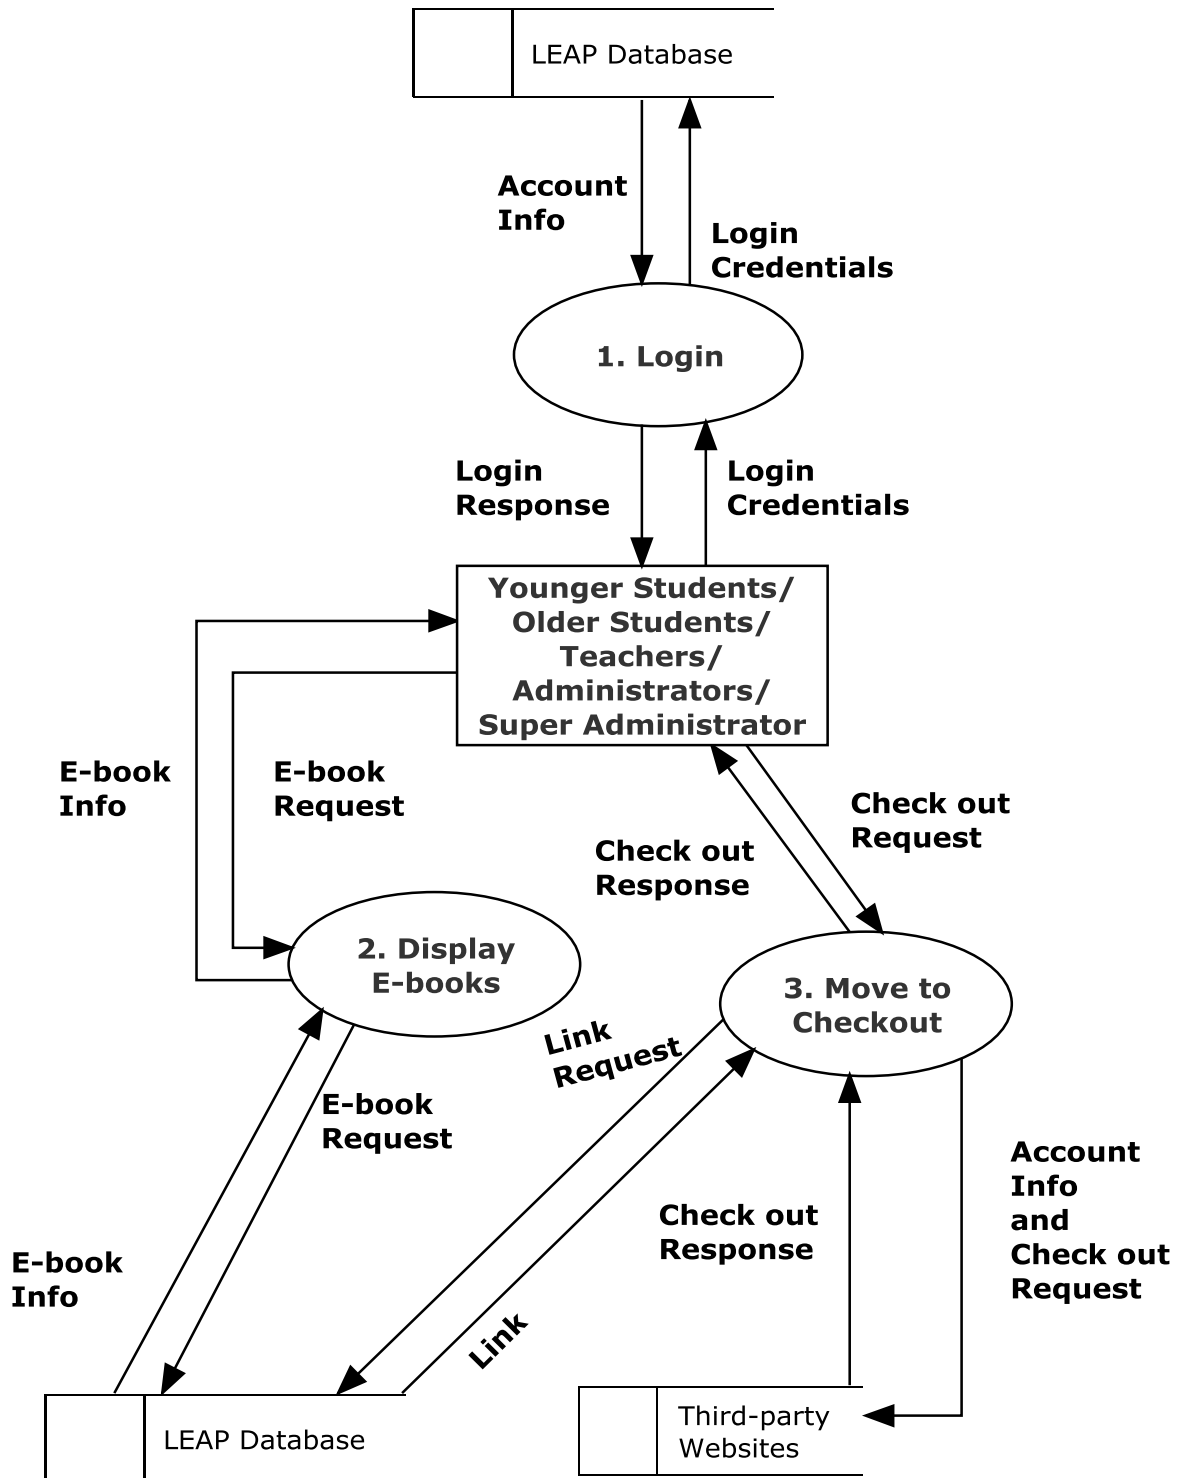 LEAP Database
Account
Info
Login
Credentials
1. Login
Login
Response
Login
Credentials
Younger Students/
Older Students/
Teachers/
Administrators/
Super Administrator
E-book
Info
E-book
Request
Check out
Request
Check out
Response
2. Display
E-books
3. Move to
Checkout
Link
Request
E-book
Request
Account
Info
and
Check out
Request
Check out
Response
E-book
Info
Link
LEAP Database
Third-party
Websites